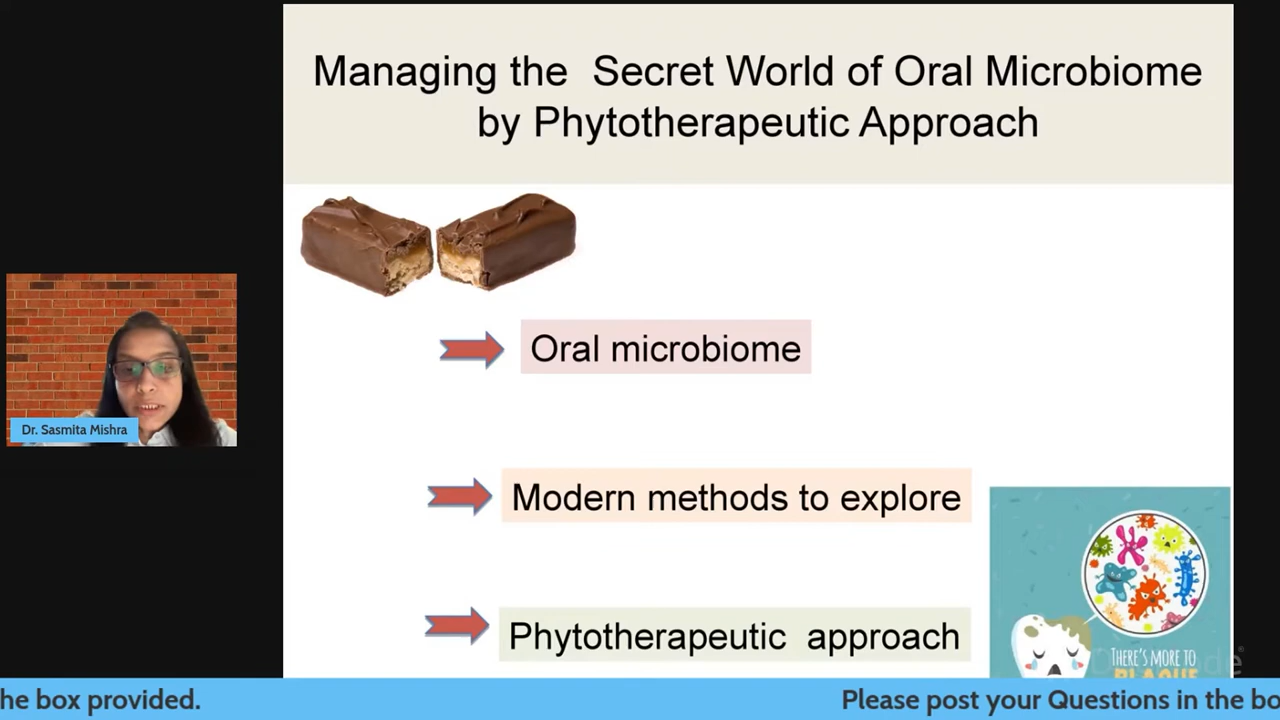 Managing the Secret World of Oral Microbiome
by Phytotherapeutic Approach
Oral microbiome
Dr. Sasmita Mishra
Modern methods to explore
Phytotherapeutic approach
THERE'S MORE TO
he box provided.
Please post your Questions in the bo